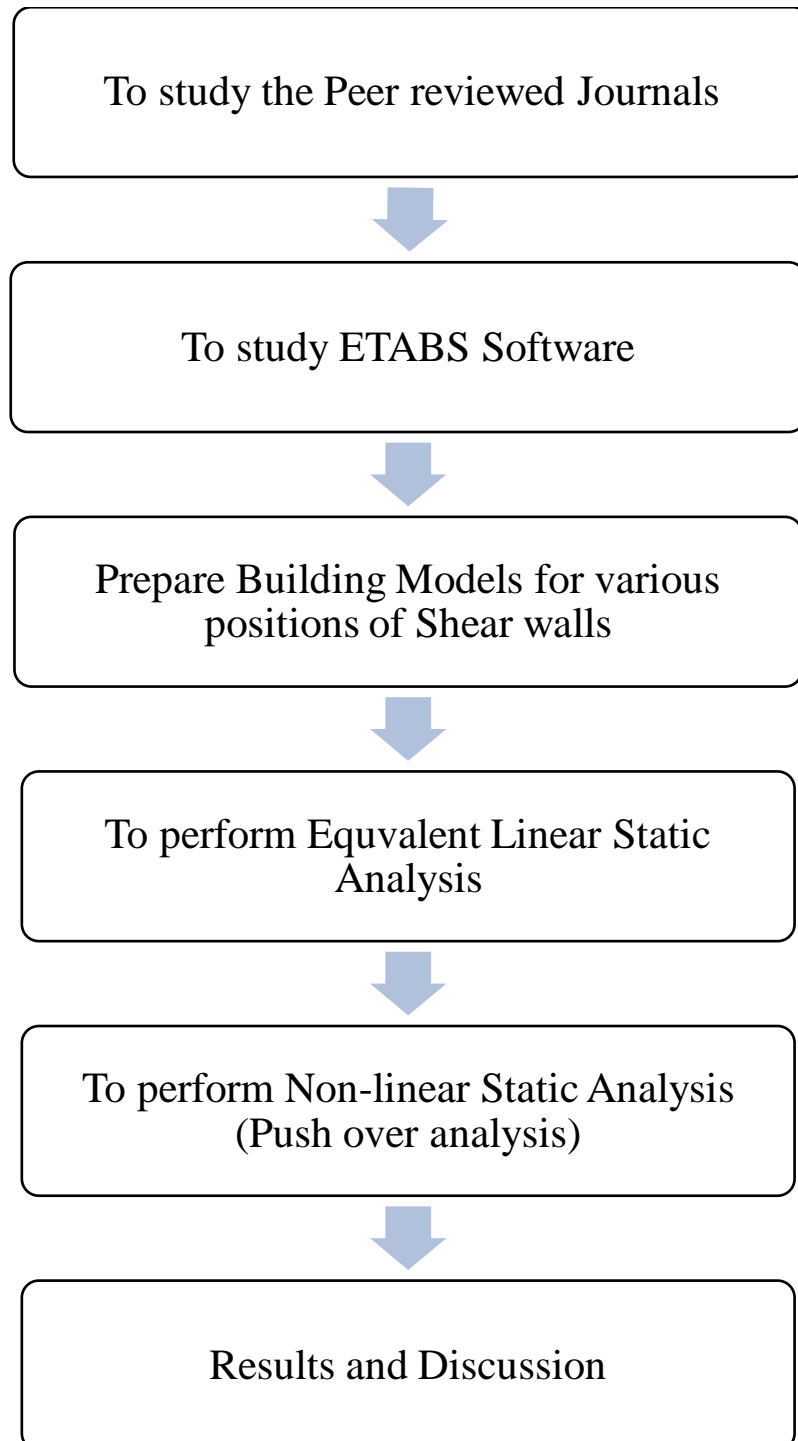 To study the Peer reviewed Journals
To study ETABS Software
Prepare Building Models for various
positions of Shear walls
To perform Equvalent Linear Static
Analysis
To perform Non-linear Static Analysis
(Push over analysis)
Results and Discussion